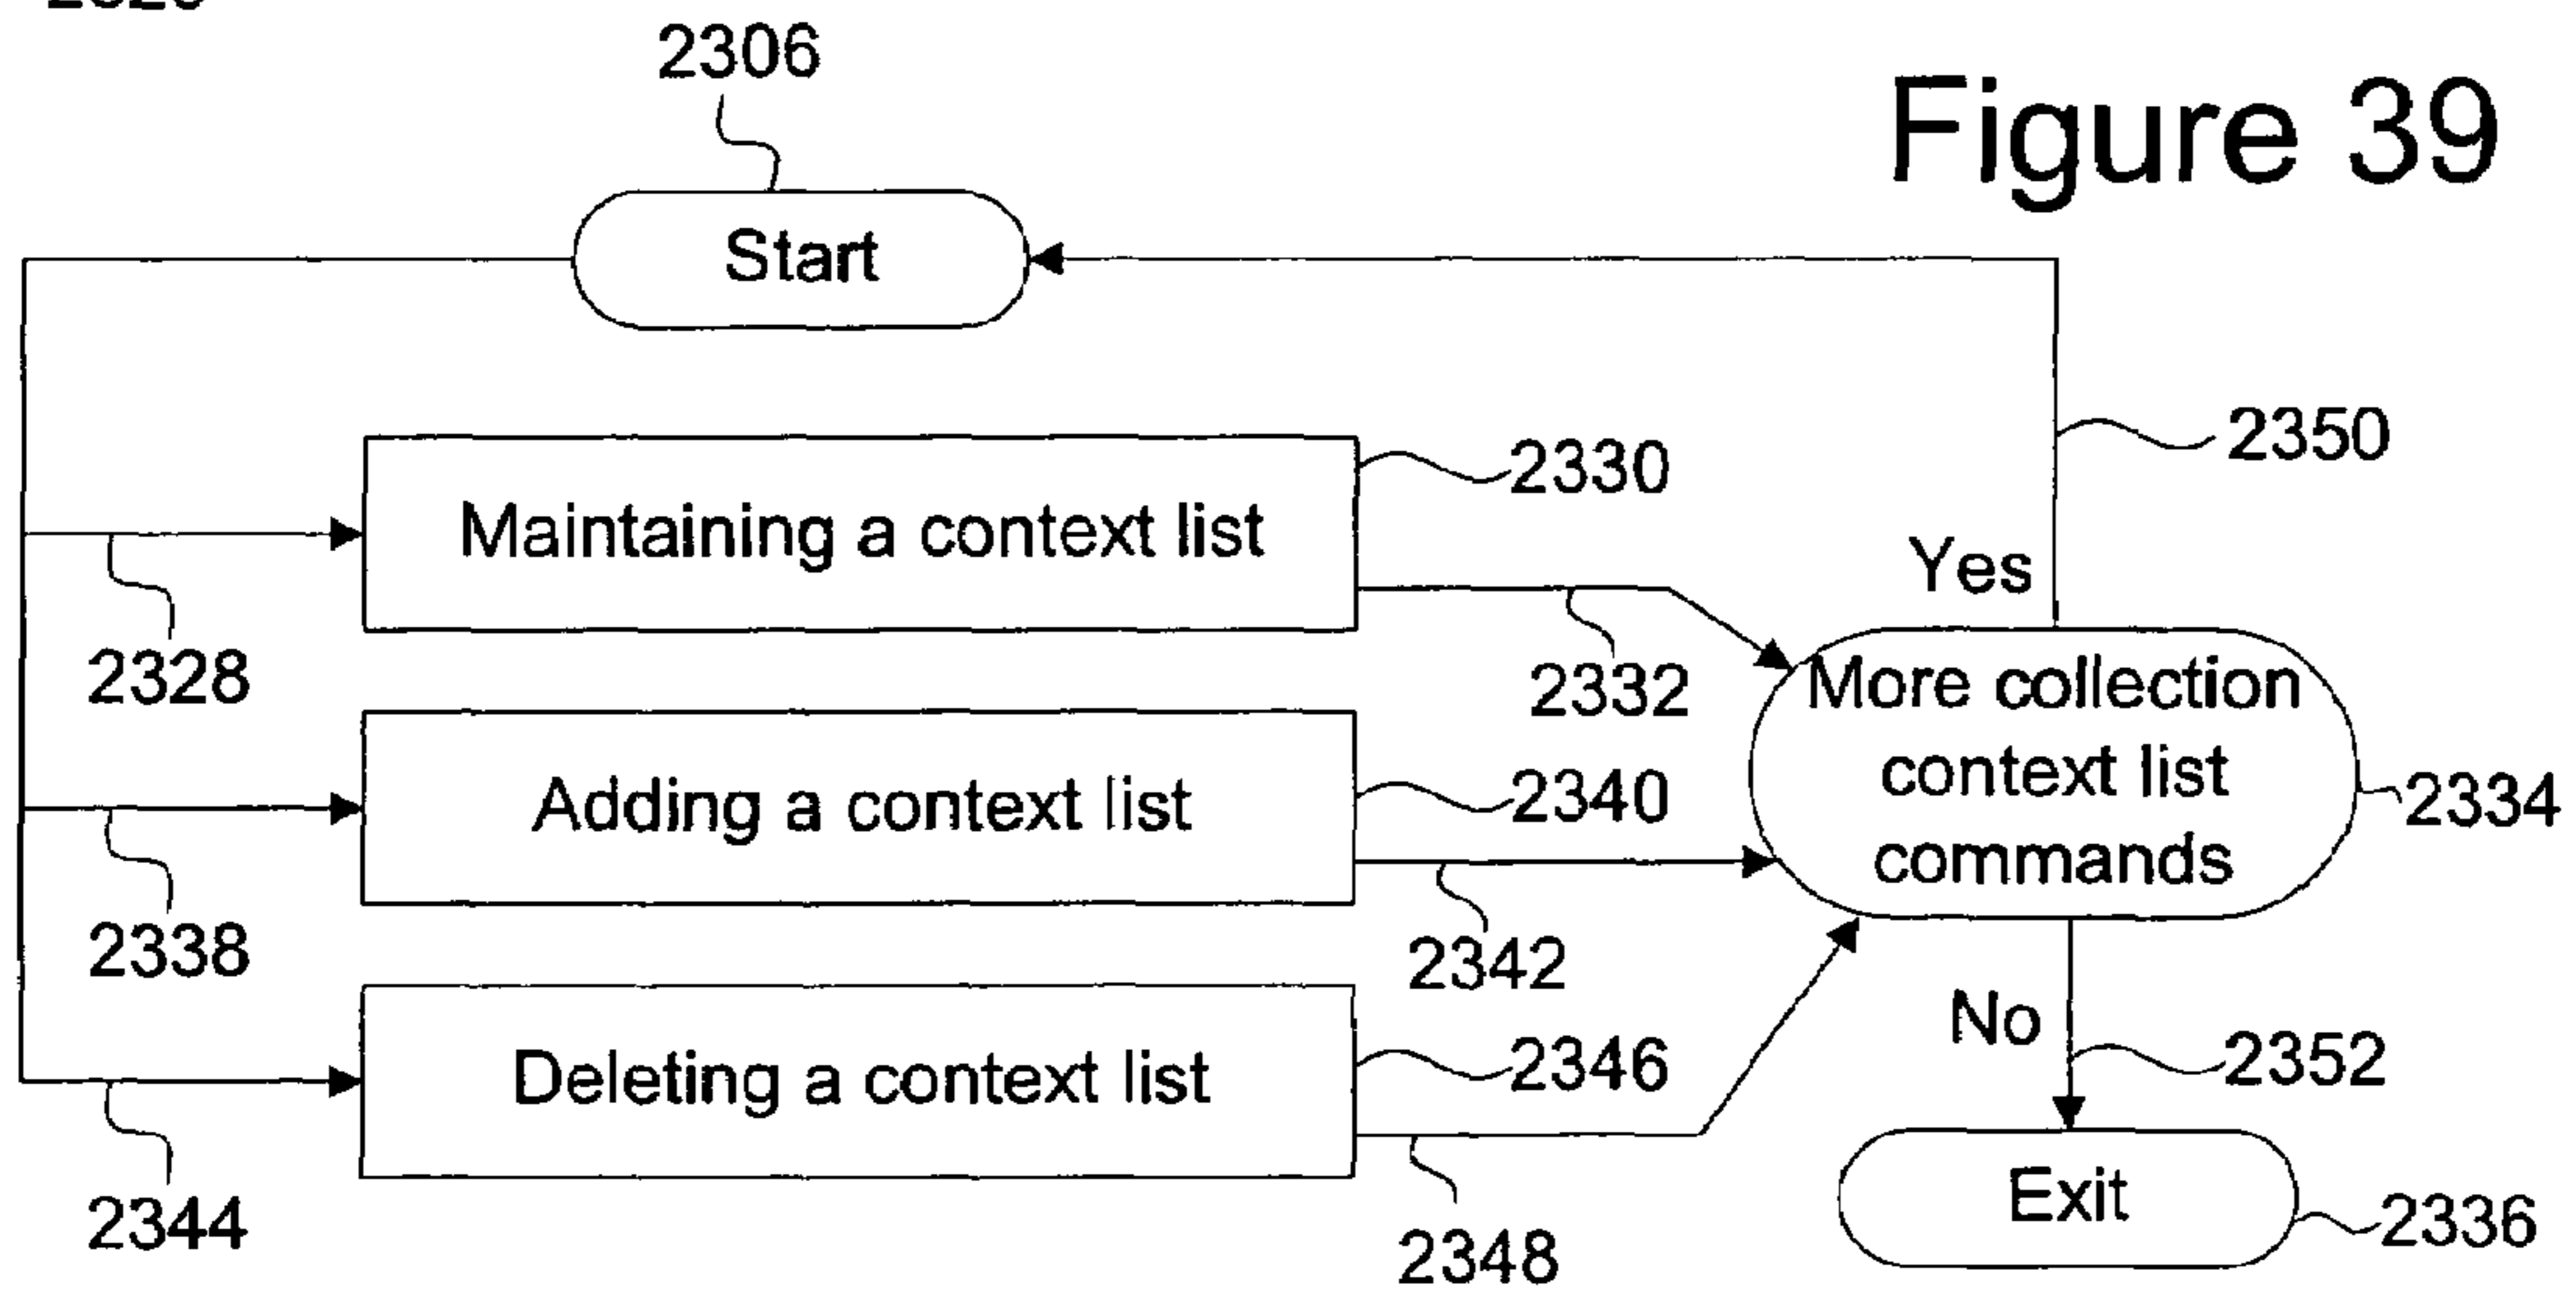 2306
Figure 39
Start
2350
2330
Maintaining a context list
Yes
2328
2332
More collection
context list
commands
2334
2340
Adding a context list
2338
2342
No
2352
2346
Deleting a context list
2344
2348
Exit
2336